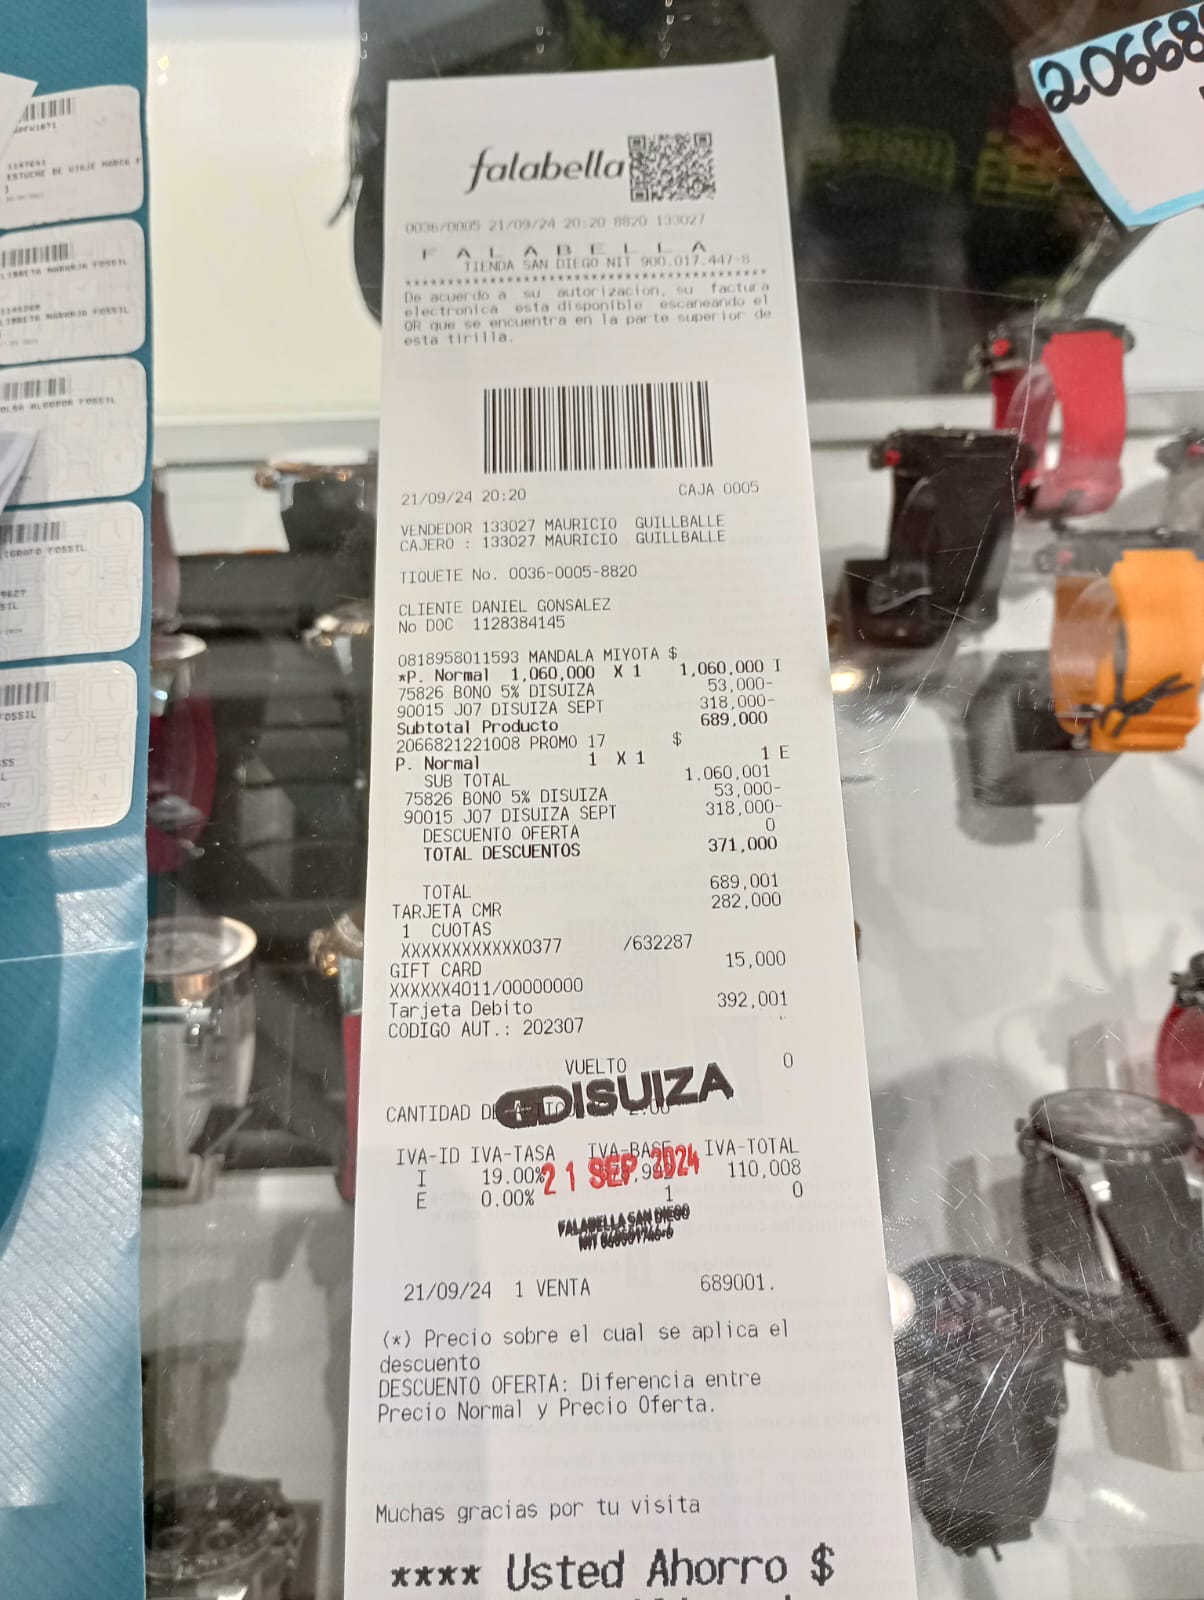 falabella
0036/0005 21/09/24 20:20 8820 133027
F A L A B E L L A
TIENDA SAN DIEGO NIT 900.017.447-8
De acuerdo a su autorizacion, su factura
electronica esta disponible escaneando el
QR que se encuentra en la parte superior de
esta tirilla.
21/09/24 20:20 CAJA 0005
VENDEDOR 133027 MAURICIO GUILLBALLE
CAJERO : 133027 MAURICIO GUILLBALLE
TIQUETE No. 0036-0005-8820
CLIENTE DANIEL GONSALEZ
No DOC 1128384145
0818958011593 MANDALA MIYOTA $
*P. Normal 1,060,000 X 1 1,060,000 I
75826 BONO 5% DISUIZA 53,000-
90015 J07 DISUIZA SEPT 318,000-
Subtotal Producto 689,000
2066821221008 PROMO 17 $
P. Normal 1 X 1 1 E
SUB TOTAL 1,060,001
75826 BONO 5% DISUIZA 53,000-
90015 J07 DISUIZA SEPT 318,000-
DESCUENTO OFERTA 0
TOTAL DESCUENTOS 371,000
TOTAL 689,001
TARJETA CMR 282,000
1 CUOTAS
XXXXXXXXXXXX0377 /632287
GIFT CARD 15,000
XXXXXX4011/00000000
Tarjeta Debito 392,001
CODIGO AUT.: 202307
VUELTO 0
DISUIZA
CANTIDAD DE
IVA-ID IVA-TASA IVA-BASE IVA-TOTAL
I 19.00% 110,008
21 SEP 2024
E 0.00% 1 0
FALABELLA SAN DIEGO
21/09/24 1 VENTA 689001.
(*) Precio sobre el cual se aplica el
descuento
DESCUENTO OFERTA: Diferencia entre
Precio Normal y Precio Oferta.
Muchas gracias por tu visita
**** Usted Ahorro $
20668